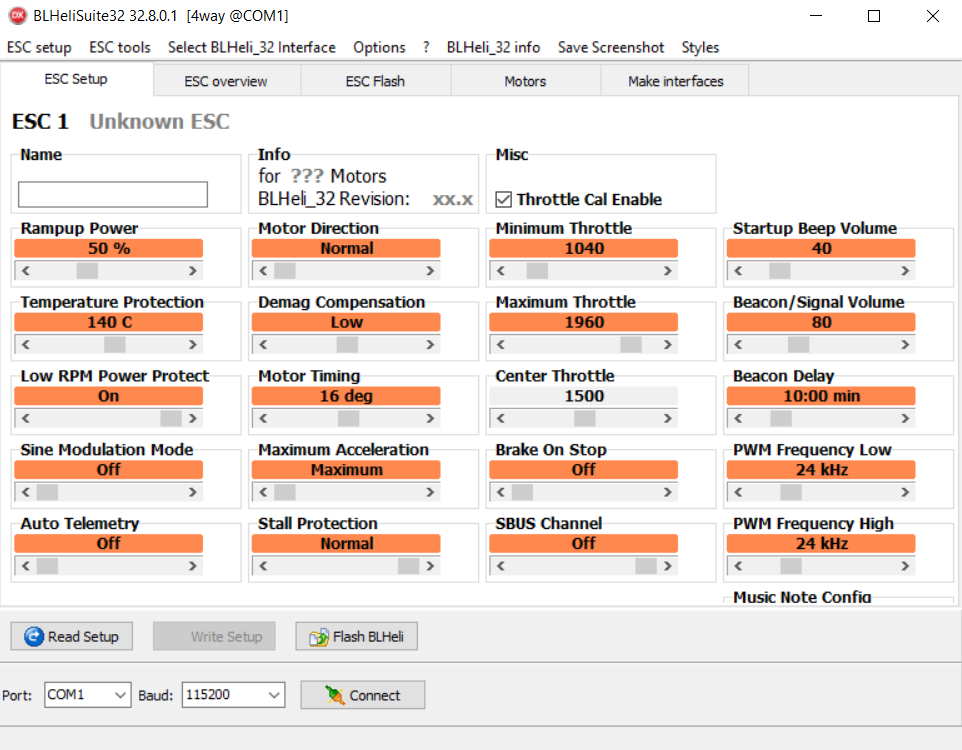 BLHeliSuite32 32.8.0.1 [4way @COM1]
ESC setup ESC tools Select BLHeli_32 Interface Options ? BLHeli_32 info Save Screenshot Styles
ESC Setup ESC overview ESC Flash Motors Make interfaces
ESC 1 Unknown ESC
Name Info Misc
for ??? Motors
BLHeli_32 Revision: xx.x Throttle Cal Enable
Rampup Power Motor Direction Minimum Throttle Startup Beep Volume
50 % Normal 1040 40
Temperature Protection Demag Compensation Maximum Throttle Beacon/Signal Volume
140 C Low 1960 80
Low RPM Power Protect Motor Timing Center Throttle Beacon Delay
On 16 deg 1500 10:00 min
Sine Modulation Mode Maximum Acceleration Brake On Stop PWM Frequency Low
Off Maximum Off 24 kHz
Auto Telemetry Stall Protection SBUS Channel PWM Frequency High
Off Normal Off 24 kHz
Music Note Config
Read Setup Write Setup Flash BLHeli
Port: COM1 Baud: 115200 Connect